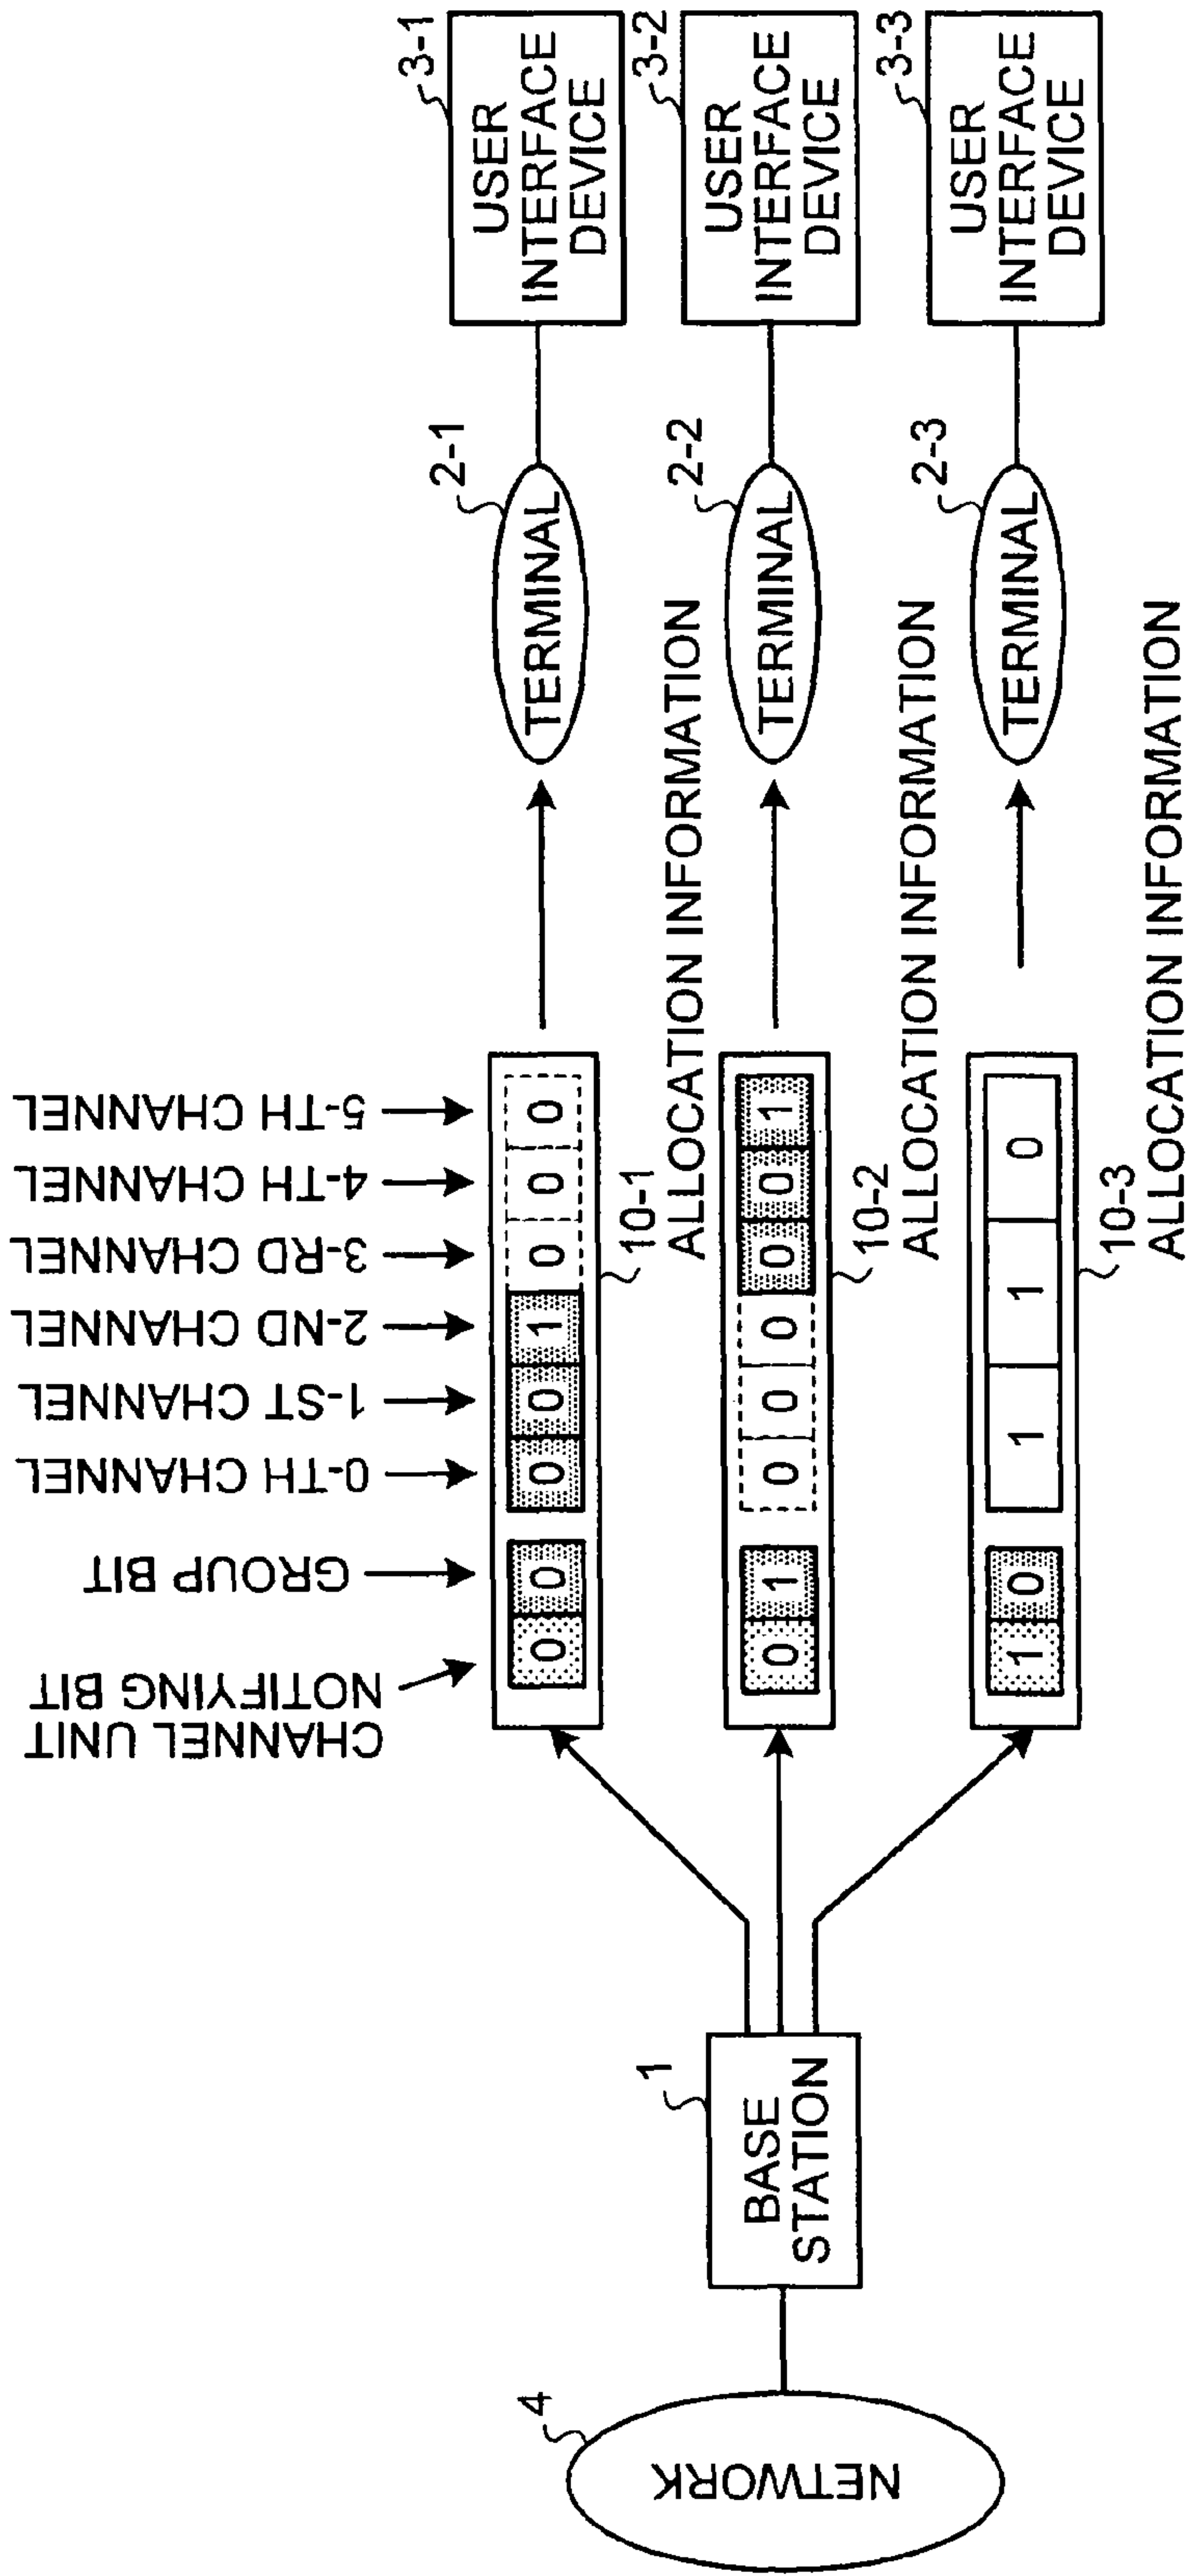 NETWORK
4
BASE
STATION
1
CHANNEL UNIT
NOTIFYING BIT
GROUP BIT
0-TH CHANNEL
1-ST CHANNEL
2-ND CHANNEL
3-RD CHANNEL
4-TH CHANNEL
5-TH CHANNEL
0 0 0 0 1 0 0 0
10-1
ALLOCATION INFORMATION
TERMINAL
2-1
USER
INTERFACE
DEVICE
3-1
0 1 0 0 0 0 0 1
10-2
ALLOCATION INFORMATION
TERMINAL
2-2
USER
INTERFACE
DEVICE
3-2
1 0 1 1 0
10-3
ALLOCATION INFORMATION
TERMINAL
2-3
USER
INTERFACE
DEVICE
3-3